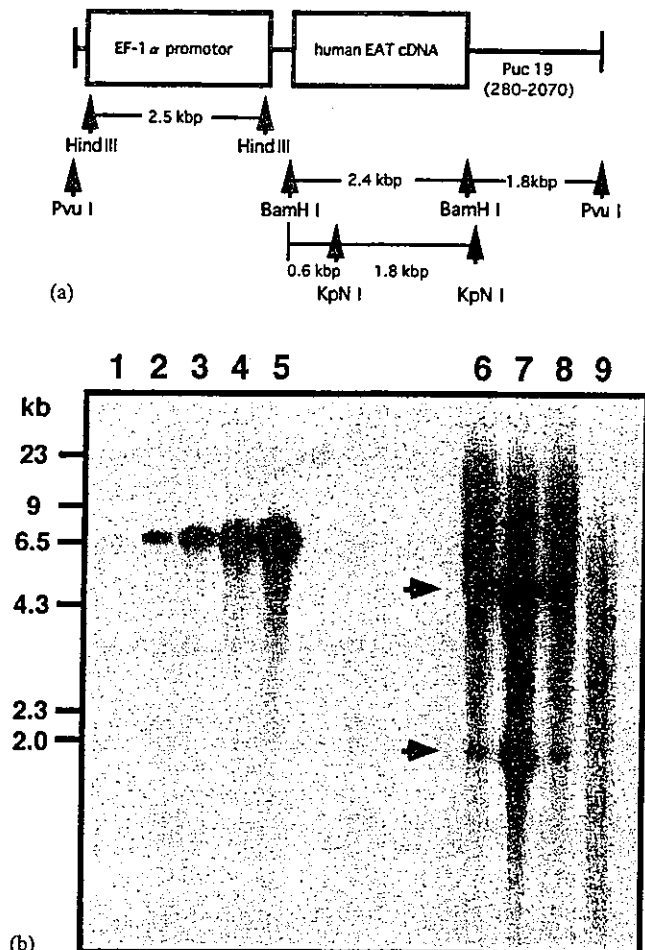 EF-1 α promotor human EAT cDNA
Puc 19
(280-2070)
2.5 kbp
Hind III Hind III
2.4 kbp 1.8kbp
Pvu I BamH I BamH I Pvu I
0.6 kbp 1.8 kbp
(a) KpN I KpN I
1 2 3 4 5 6 7 8 9
kb
23
9
6.5
4.3
2.3
2.0
(b)